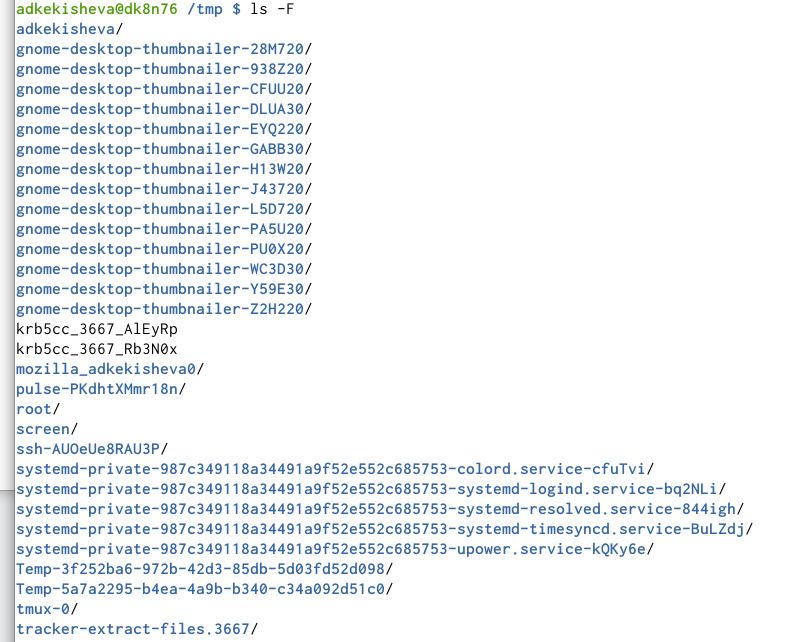 adkekisheva@dk8n76 /tmp $ ls -F
adkekisheva/
gnome-desktop-thumbnailer-28M720/
gnome-desktop-thumbnailer-938Z20/
gnome-desktop-thumbnailer-CFUU20/
gnome-desktop-thumbnailer-DLUA30/
gnome-desktop-thumbnailer-EYQ220/
gnome-desktop-thumbnailer-GABB30/
gnome-desktop-thumbnailer-H13W20/
gnome-desktop-thumbnailer-J43720/
gnome-desktop-thumbnailer-L5D720/
gnome-desktop-thumbnailer-PA5U20/
gnome-desktop-thumbnailer-PU0X20/
gnome-desktop-thumbnailer-WC3D30/
gnome-desktop-thumbnailer-Y59E30/
gnome-desktop-thumbnailer-Z2H220/
krb5cc_3667_AlEyRp
krb5cc_3667_Rb3N0x
mozilla_adkekisheva0/
pulse-PKdhtXMmr18n/
root/
screen/
ssh-AUOeUe8RAU3P/
systemd-private-987c349118a34491a9f52e552c685753-colord.service-cfuTvi/
systemd-private-987c349118a34491a9f52e552c685753-systemd-logind.service-bq2NLi/
systemd-private-987c349118a34491a9f52e552c685753-systemd-resolved.service-844igh/
systemd-private-987c349118a34491a9f52e552c685753-systemd-timesyncd.service-BuLZdj/
systemd-private-987c349118a34491a9f52e552c685753-upower.service-kQKy6e/
Temp-3f252ba6-972b-42d3-85db-5d03fd52d098/
Temp-5a7a2295-b4ea-4a9b-b340-c34a092d51c0/
tmux-0/
tracker-extract-files.3667/